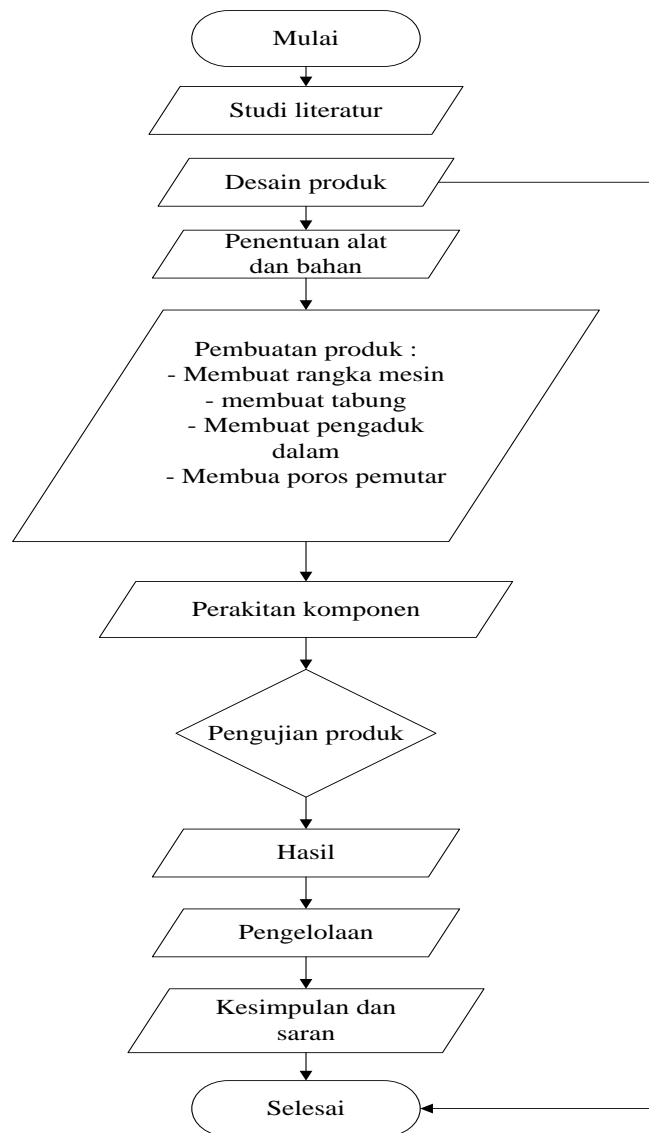 Mulai
Studi literatur
Desain produk
Penentuan alat
dan bahan
Pembuatan produk :
- Membuat rangka mesin
- membuat tabung
- Membuat pengaduk
dalam
- Membua poros pemutar
Perakitan komponen
Pengujian produk
Hasil
Pengelolaan
Kesimpulan dan
saran
Selesai